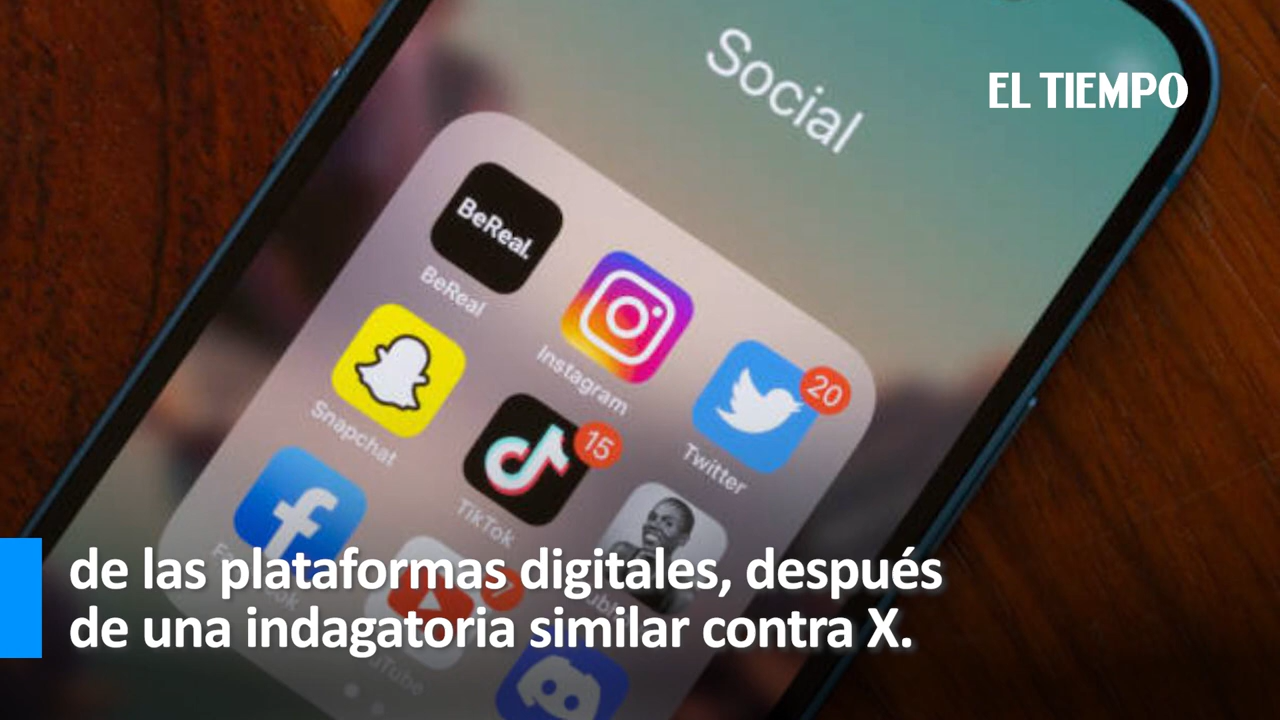 Social
EL TIEMPO
BeReal.
BeReal
Instagram
20
Twitter
Snapchat
15
TikTok
7
de las plataformas digitales, después
de una indagatoria similar contra X.